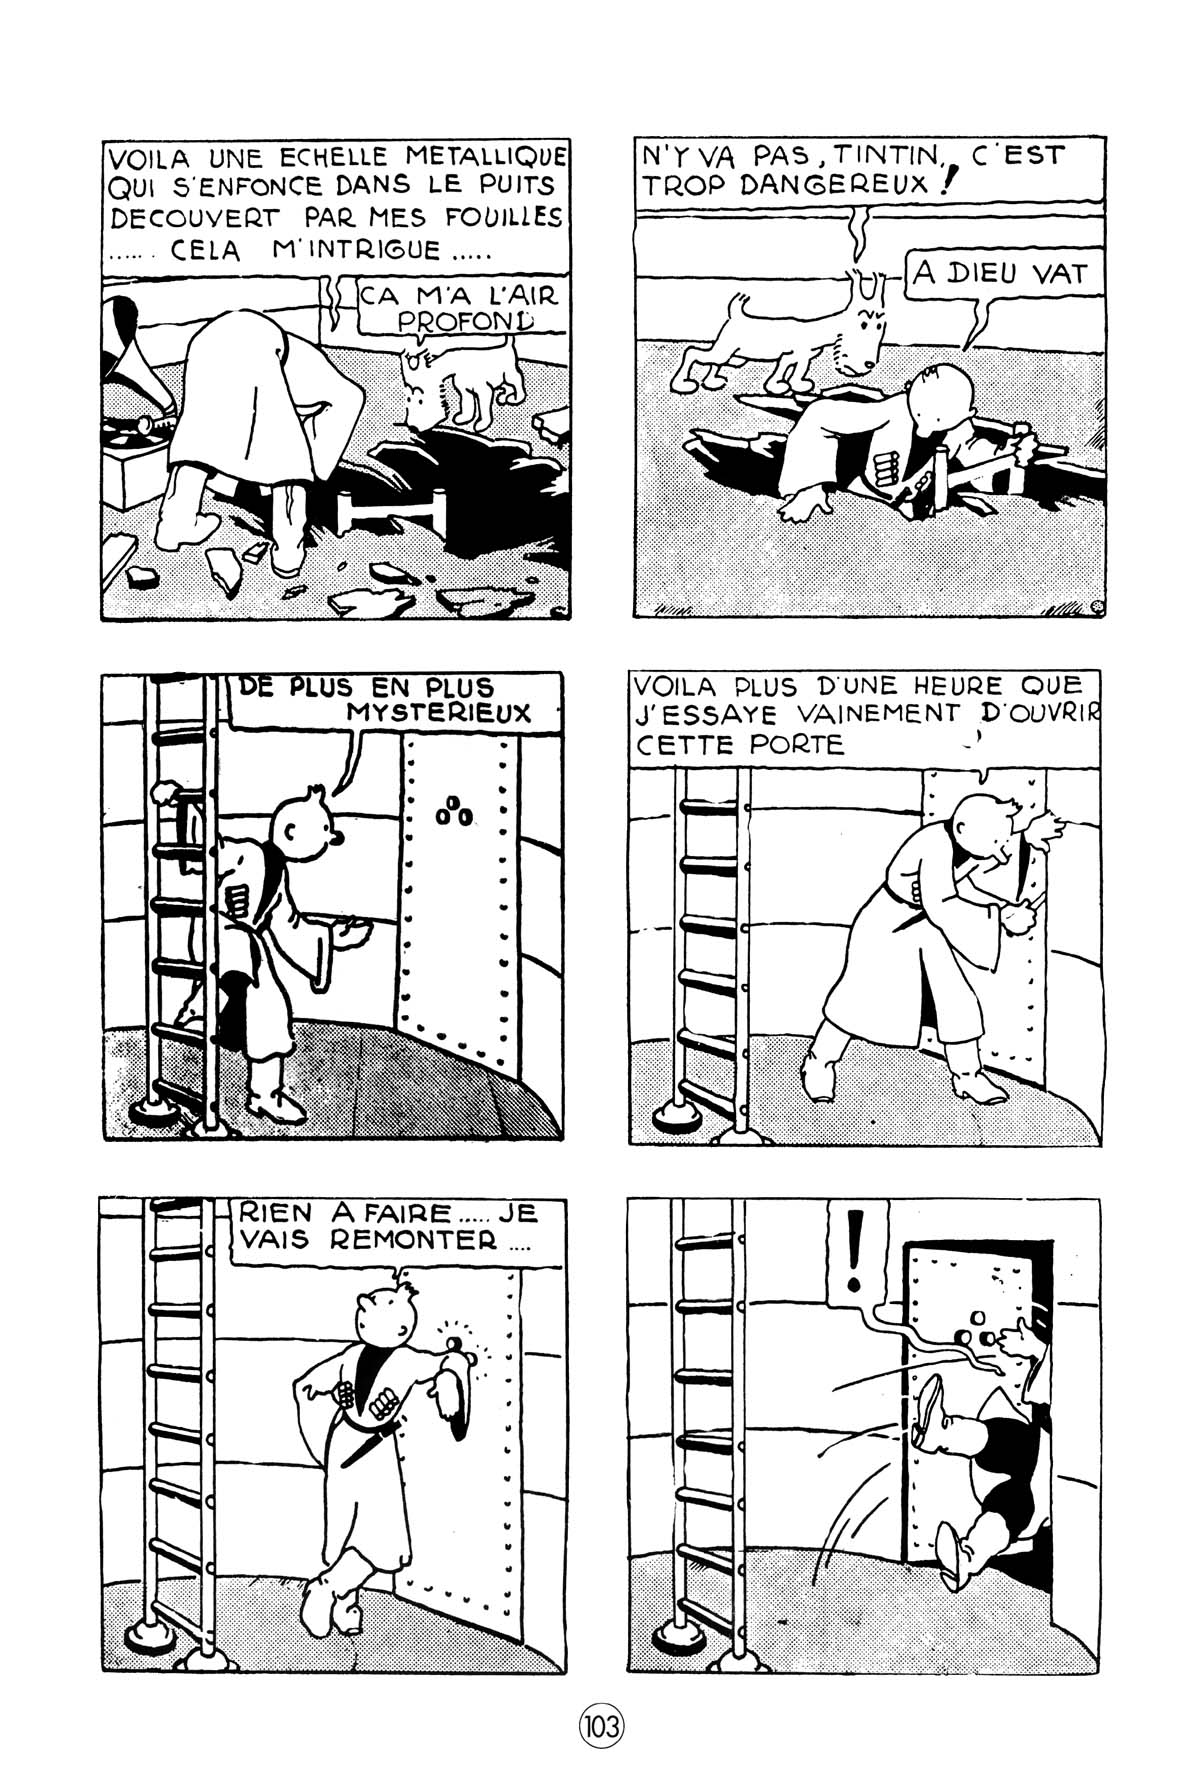 VOILA UNE ECHELLE METALLIQUE
QUI S'ENFONCE DANS LE PUITS
DECOUVERT PAR MES FOUILLES
..... . CELA M'INTRIGUE .....
CA M'A L'AIR
PROFOND
N'Y VA PAS, TINTIN, C'EST
TROP DANGEREUX !
A DIEU VAT
DE PLUS EN PLUS
MYSTERIEUX
VOILA PLUS D'UNE HEURE QUE
J'ESSAYE VAINEMENT D'OUVRIR
CETTE PORTE
RIEN A FAIRE ..... JE
VAIS REMONTER ....
!
103